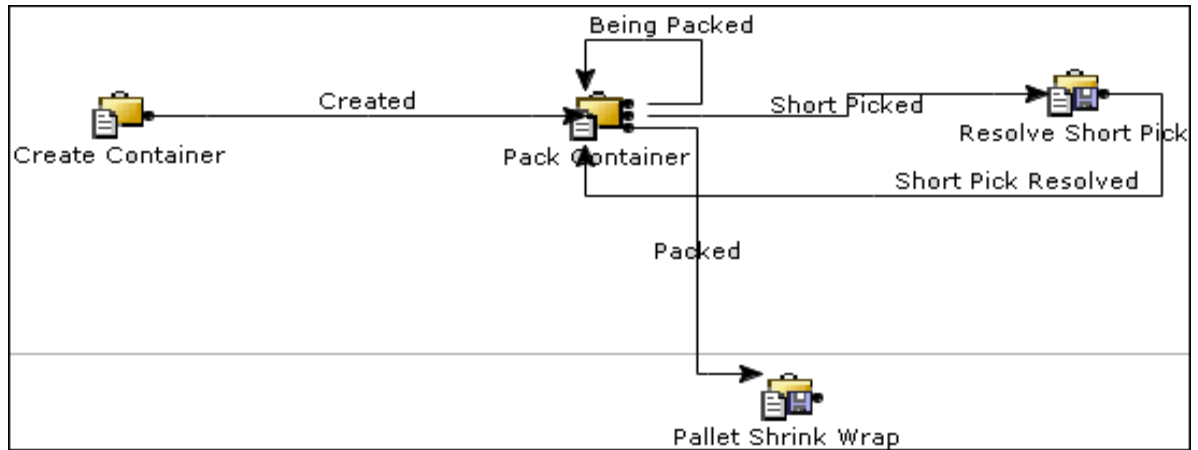 Being Packed
Created
Short Picked
Create Container
Pack Container
Resolve Short Pick
Short Pick Resolved
Packed
Pallet Shrink Wrap